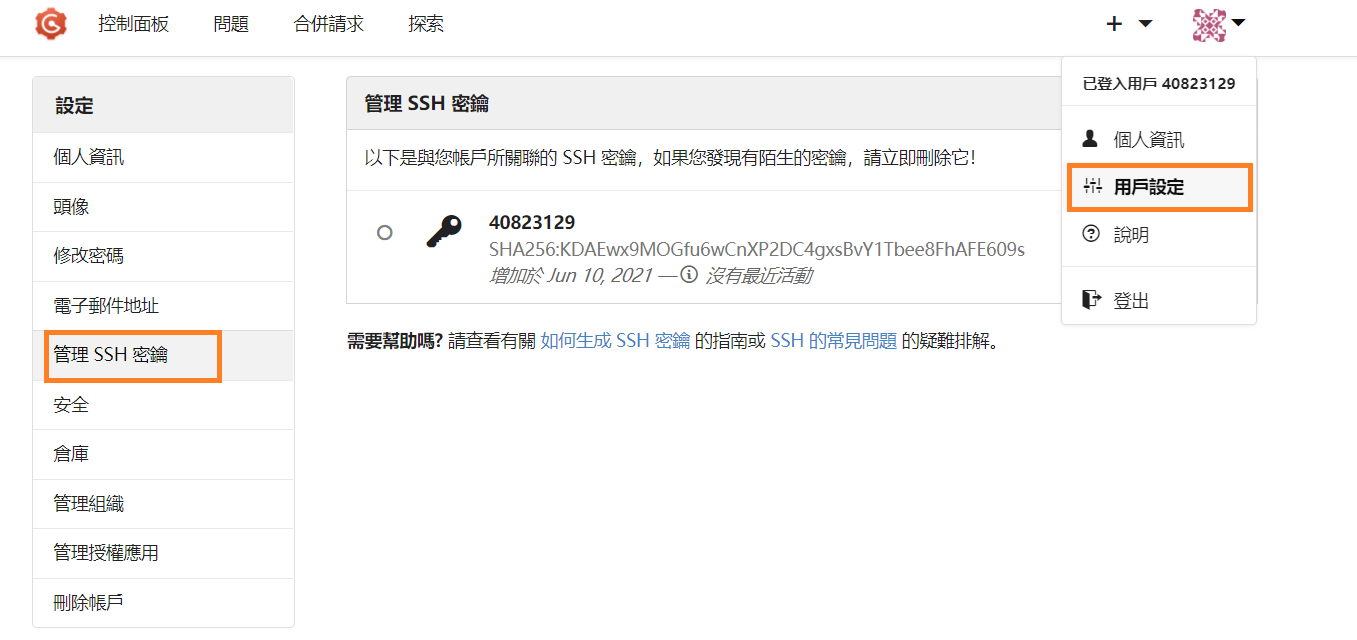 控制面板 問題 合併請求 探索
已登入用戶 40823129
個人資訊
用戶設定
說明
登出
設定
個人資訊
頭像
修改密碼
電子郵件地址
管理 SSH 密鑰
安全
倉庫
管理組織
管理授權應用
刪除帳戶
管理 SSH 密鑰
以下是與您帳戶所關聯的 SSH 密鑰，如果您發現有陌生的密鑰，請立即刪除它！
40823129
SHA256:KDAEwx9MOGfu6wCnXP2DC4gxsBvY1Tbee8FhAFE609s
增加於 Jun 10, 2021 — 沒有最近活動
需要幫助嗎? 請查看有關 如何生成 SSH 密鑰 的指南或 SSH 的常見問題 的疑難排解。